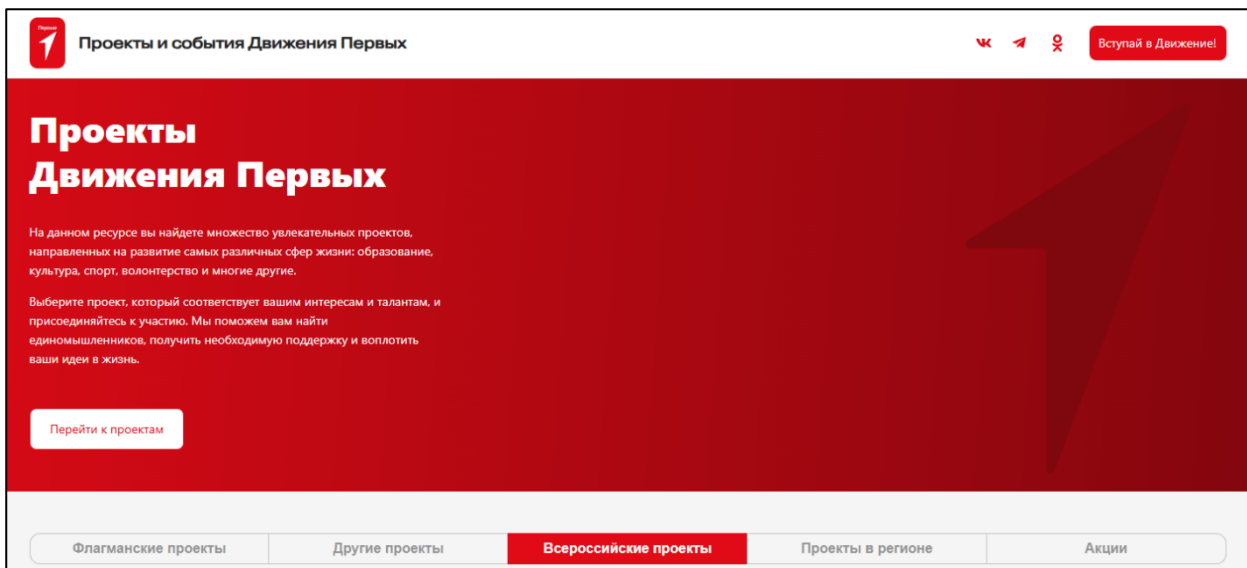 Первые
Проекты и события Движения Первых
Вступай в Движение!
Проекты
Движения Первых
На данном ресурсе вы найдете множество увлекательных проектов,
направленных на развитие самых различных сфер жизни: образование,
культура, спорт, волонтерство и многие другие.
Выберите проект, который соответствует вашим интересам и талантам, и
присоединяйтесь к участию. Мы поможем вам найти
единомышленников, получить необходимую поддержку и воплотить
ваши идеи в жизнь.
Перейти к проектам
Флагманские проекты
Другие проекты
Всероссийские проекты
Проекты в регионе
Акции